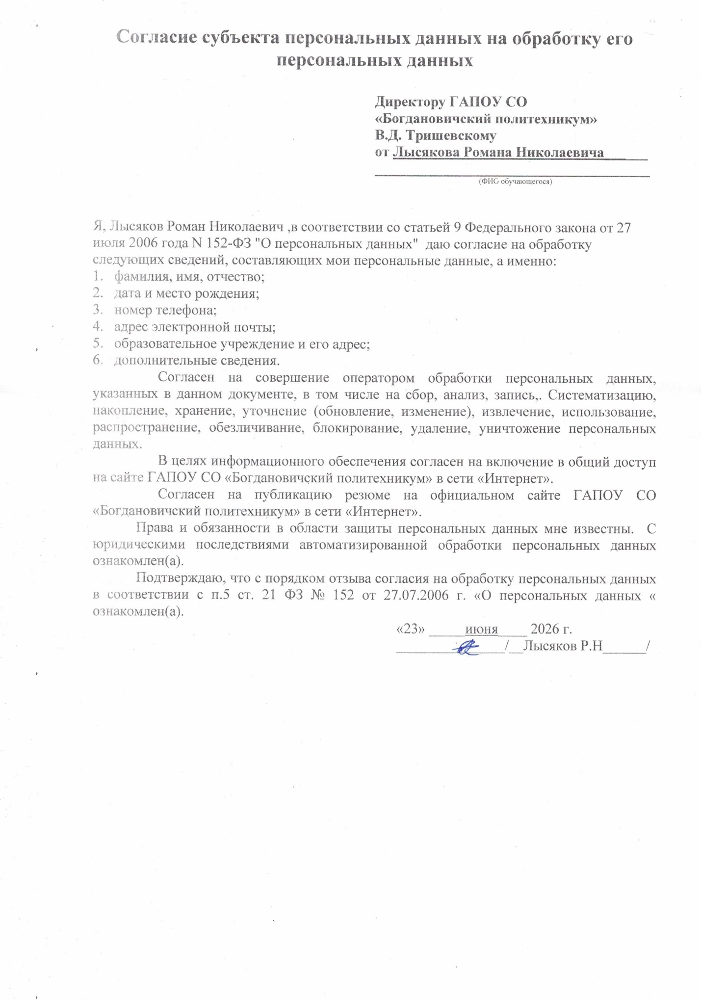 Согласие субъекта персональных данных на обработку его
персональных данных
Директору ГАПОУ СО
«Богдановичский политехникум»
В.Д. Тришевскому
от Лысякова Романа Николаевича______
(ФИО обучающегося)
Я, Лысяков Роман Николаевич ,в соответствии со статьей 9 Федерального закона от 27
июля 2006 года N 152-ФЗ "О персональных данных"  даю согласие на обработку
следующих сведений, составляющих мои персональные данные, а именно:
1. фамилия, имя, отчество;
2. дата и место рождения;
3. номер телефона;
4. адрес электронной почты;
5. образовательное учреждение и его адрес;
6. дополнительные сведения.
Согласен на совершение оператором обработки персональных данных,
указанных в данном документе, в том числе на сбор, анализ, запись,. Систематизацию,
накопление, хранение, уточнение (обновление, изменение), извлечение, использование,
распространение, обезличивание, блокирование, удаление, уничтожение персональных
данных.
В целях информационного обеспечения согласен на включение в общий доступ
на сайте ГАПОУ СО «Богдановичский политехникум» в сети «Интернет».
Согласен на публикацию резюме на официальном сайте ГАПОУ СО
«Богдановичский политехникум» в сети «Интернет».
Права и обязанности в области защиты персональных данных мне известны.  С
юридическими последствиями автоматизированной обработки персональных данных
ознакомлен(а).
Подтверждаю, что с порядком отзыва согласия на обработку персональных данных
в соответствии с п.5 ст. 21 ФЗ № 152 от 27.07.2006 г. «О персональных данных «
ознакомлен(а).
«23» _____июня____ 2026 г.
_______________/__Лысяков Р.Н______/